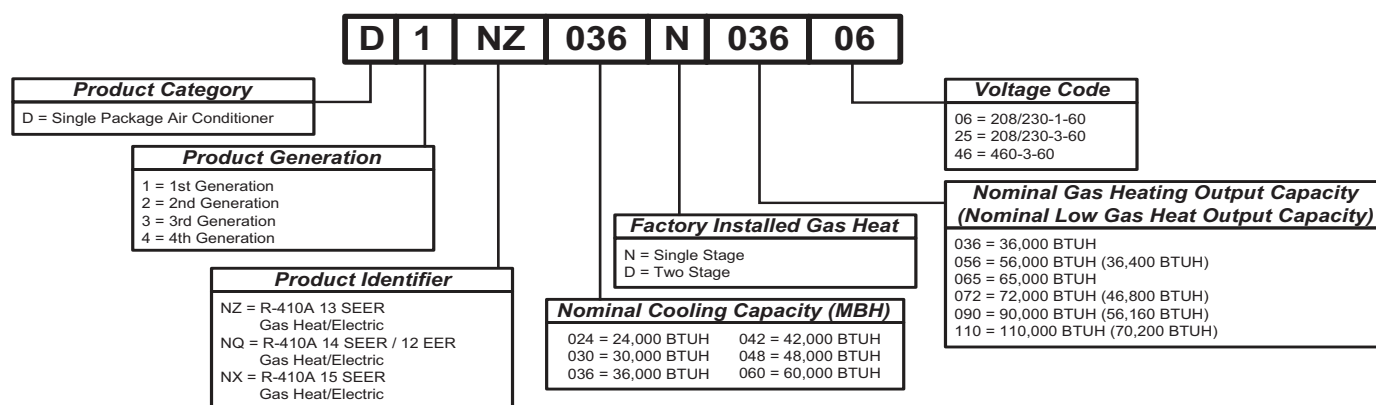 D 1 NZ 036 N 036 06
Product Category
D = Single Package Air Conditioner
Product Generation
1 = 1st Generation
2 = 2nd Generation
3 = 3rd Generation
4 = 4th Generation
Product Identifier
NZ = R-410A 13 SEER
Gas Heat/Electric
NQ = R-410A 14 SEER / 12 EER
Gas Heat/Electric
NX = R-410A 15 SEER
Gas Heat/Electric
Nominal Cooling Capacity (MBH)
024 = 24,000 BTUH 042 = 42,000 BTUH
030 = 30,000 BTUH 048 = 48,000 BTUH
036 = 36,000 BTUH 060 = 60,000 BTUH
Factory Installed Gas Heat
N = Single Stage
D = Two Stage
Nominal Gas Heating Output Capacity
(Nominal Low Gas Heat Output Capacity)
036 = 36,000 BTUH
056 = 56,000 BTUH (36,400 BTUH)
065 = 65,000 BTUH
072 = 72,000 BTUH (46,800 BTUH)
090 = 90,000 BTUH (56,160 BTUH)
110 = 110,000 BTUH (70,200 BTUH)
Voltage Code
06 = 208/230-1-60
25 = 208/230-3-60
46 = 460-3-60